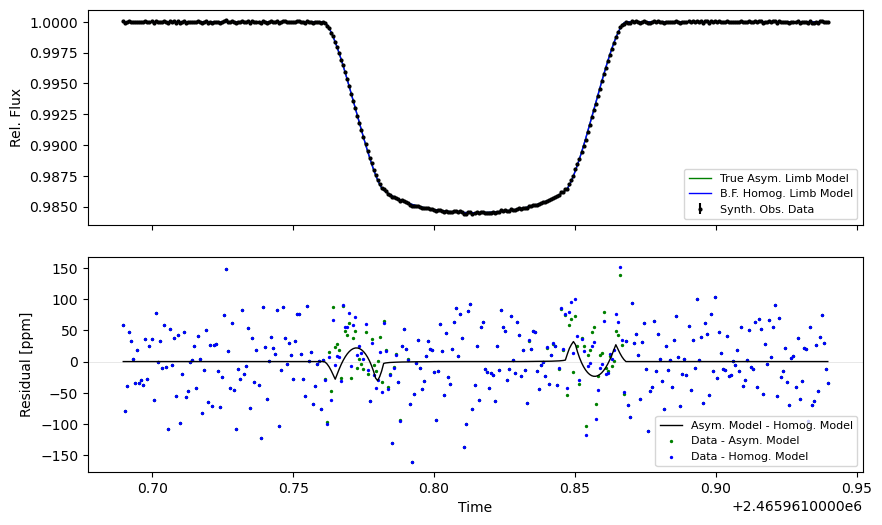 1.0000
0.9975
0.9950
0.9925
0.9900
0.9875
0.9850
Rel. Flux
True Asym. Limb Model
B.F. Homog. Limb Model
Synth. Obs. Data
150
100
50
0
−50
−100
−150
Residual [ppm]
Asym. Model - Homog. Model
Data - Asym. Model
Data - Homog. Model
0.70 0.75 0.80 0.85 0.90 0.95
Time
+2.4659610000e6